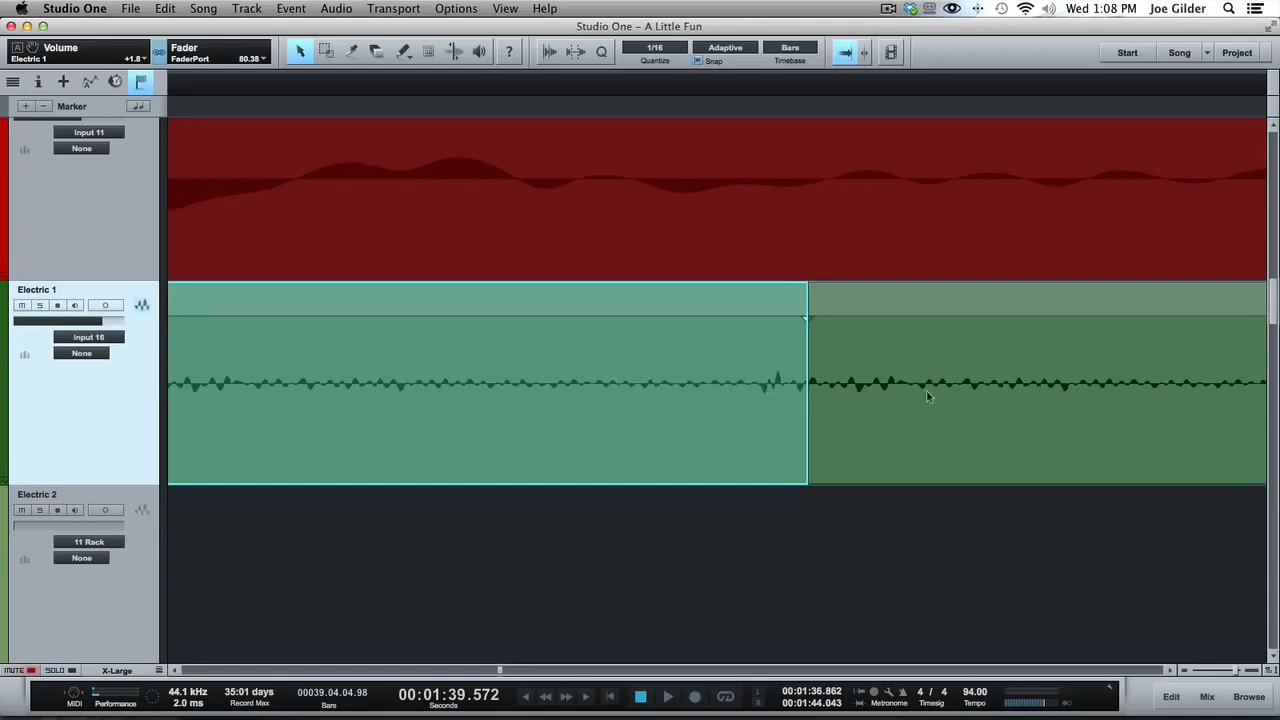 Studio One File Edit Song Track Event Audio Transport Options View Help Wed 1:08 PM Joe Gilder
Studio One - A Little Fun
A Volume Fader 1/16 Adaptive Bars Start Song Project
Electric 1 +1.8 FaderPort 80.38 ? Q Quantize Snap Timebase
+ - Marker
Input 11
None
Electric 1
M S
Input 16
None
Electric 2
M S
11 Rack
None
MUTE SOLO X-Large
MIDI Performance 44.1 kHz 2.0 ms 35:01 days Record Max 00039.04.04.98 Bars 00:01:39.572 Seconds L R 00:01:36.862 00:01:44.043 Metronome 4 / 4 Timesig 94.00 Tempo Edit Mix Browse